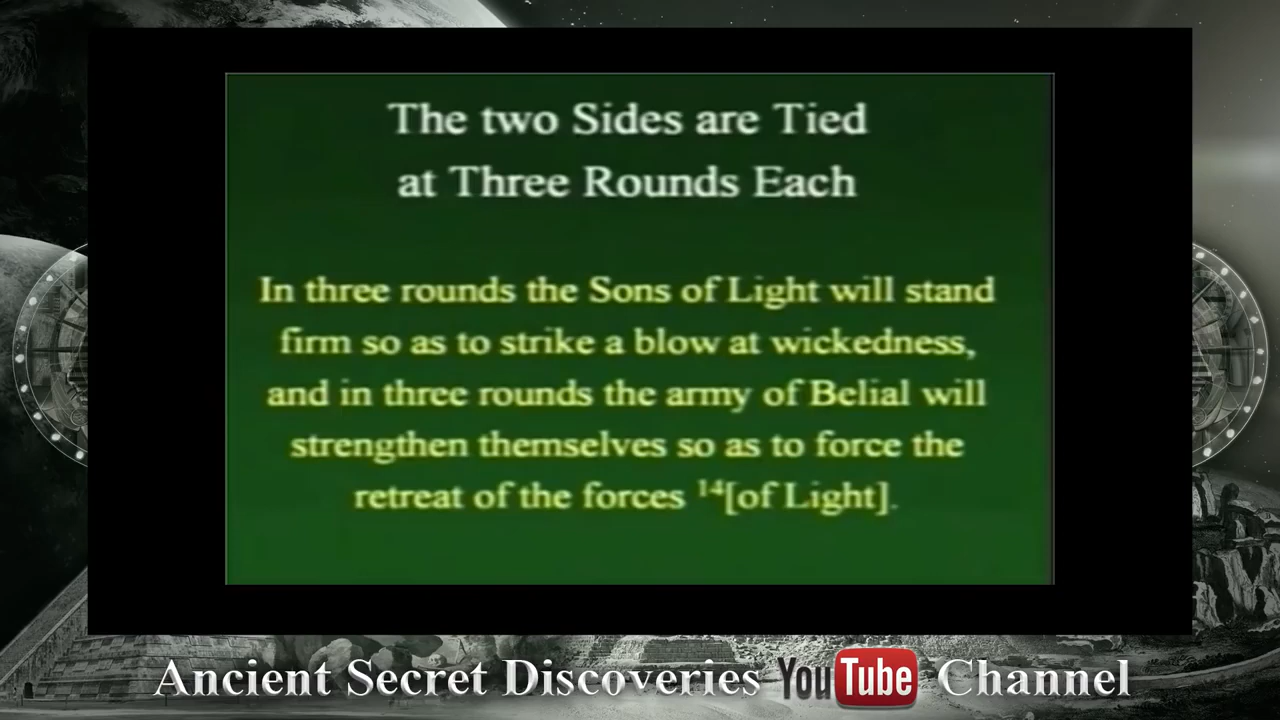 The two Sides are Tied
at Three Rounds Each
In three rounds the Sons of Light will stand
firm so as to strike a blow at wickedness,
and in three rounds the army of Belial will
strengthen themselves so as to force the
retreat of the forces ¹⁴[of Light].
Ancient Secret Discoveries YouTube Channel